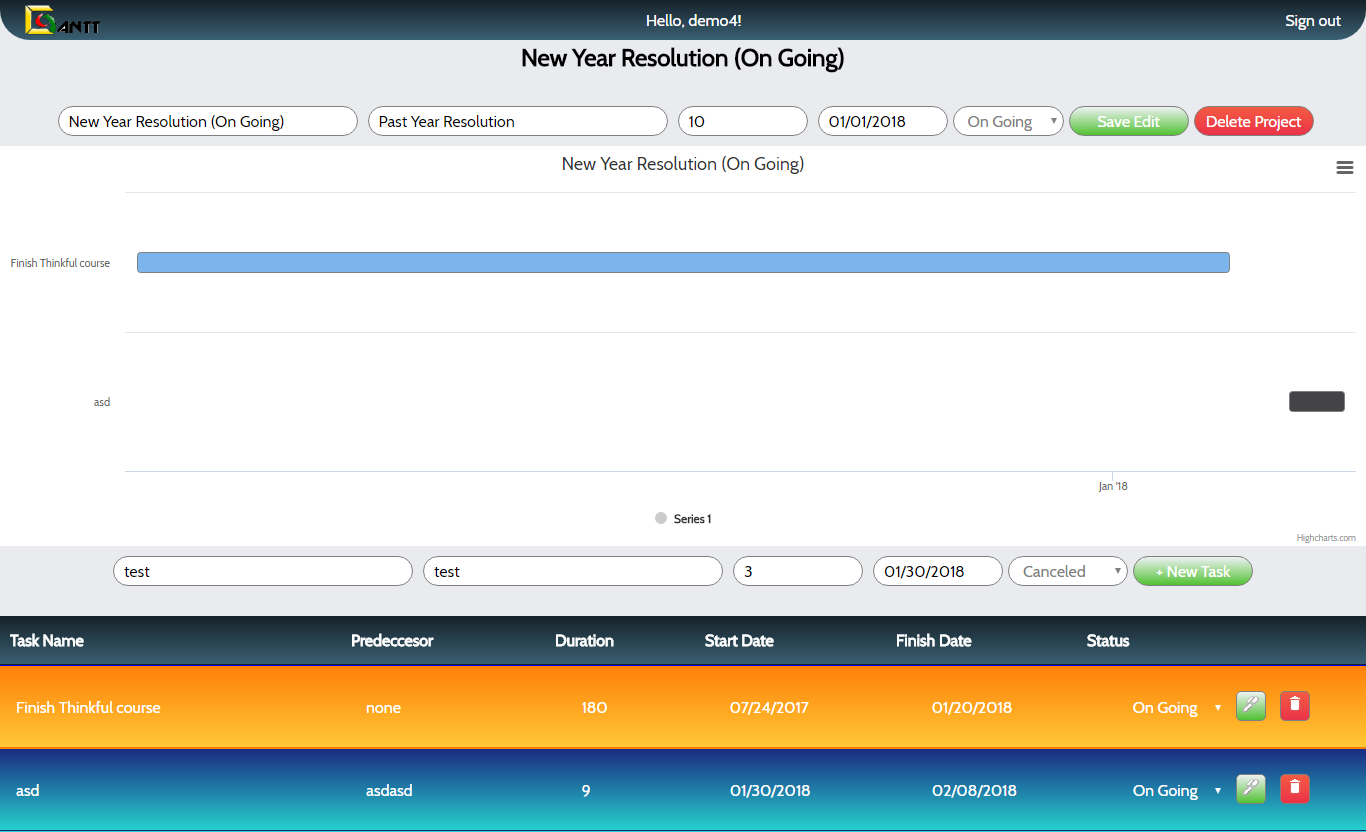 GANTT Hello, demo4! Sign out
New Year Resolution (On Going)
New Year Resolution (On Going) Past Year Resolution 10 01/01/2018 On Going Save Edit Delete Project
New Year Resolution (On Going)
Finish Thinkful course
asd
Jan '18
Series 1
Highcharts.com
test test 3 01/30/2018 Canceled + New Task
Task Name Predeccesor Duration Start Date Finish Date Status
Finish Thinkful course none 180 07/24/2017 01/20/2018 On Going
asd asdasd 9 01/30/2018 02/08/2018 On Going